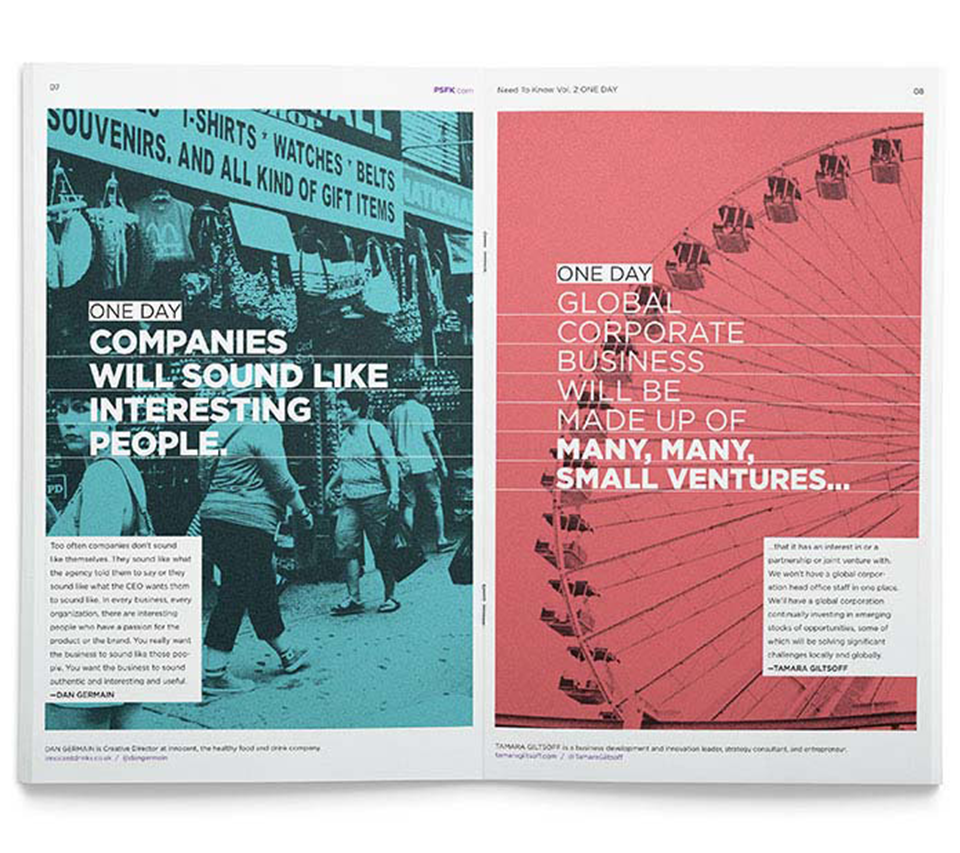 07
PSFK.com
T-SHIRTS * WATCHES * BELTS
SOUVENIRS. AND ALL KIND OF GIFT ITEMS
NATIONAL
PD
ONE DAY
COMPANIES
WILL SOUND LIKE
INTERESTING
PEOPLE.
Too often companies don't sound
like themselves. They sound like what
the agency told them to say or they
sound like what the CEO wants them
to sound like. In every business, every
organization, there are interesting
people who have a passion for the
product or the brand. You really want
the business to sound like those peo-
ple. You want the business to sound
authentic and interesting and useful.
—DAN GERMAIN
DAN GERMAIN is Creative Director at innocent, the healthy food and drink company.
innocentdrinks.co.uk / @dangermain
Need To Know Vol. 2 ONE DAY
08
ONE DAY
GLOBAL
CORPORATE
BUSINESS
WILL BE
MADE UP OF
MANY, MANY,
SMALL VENTURES...
...that it has an interest in or a
partnership or joint venture with.
We won't have a global corpor-
ation head office staff in one place.
We'll have a global corporation
continually investing in emerging
stocks of opportunities, some of
which will be solving significant
challenges locally and globally.
—TAMARA GILTSOFF
TAMARA GILTSOFF is a business development and innovation leader, strategy consultant, and entrepreneur.
tamaragiltsoff.com / @TamaraGiltsoff